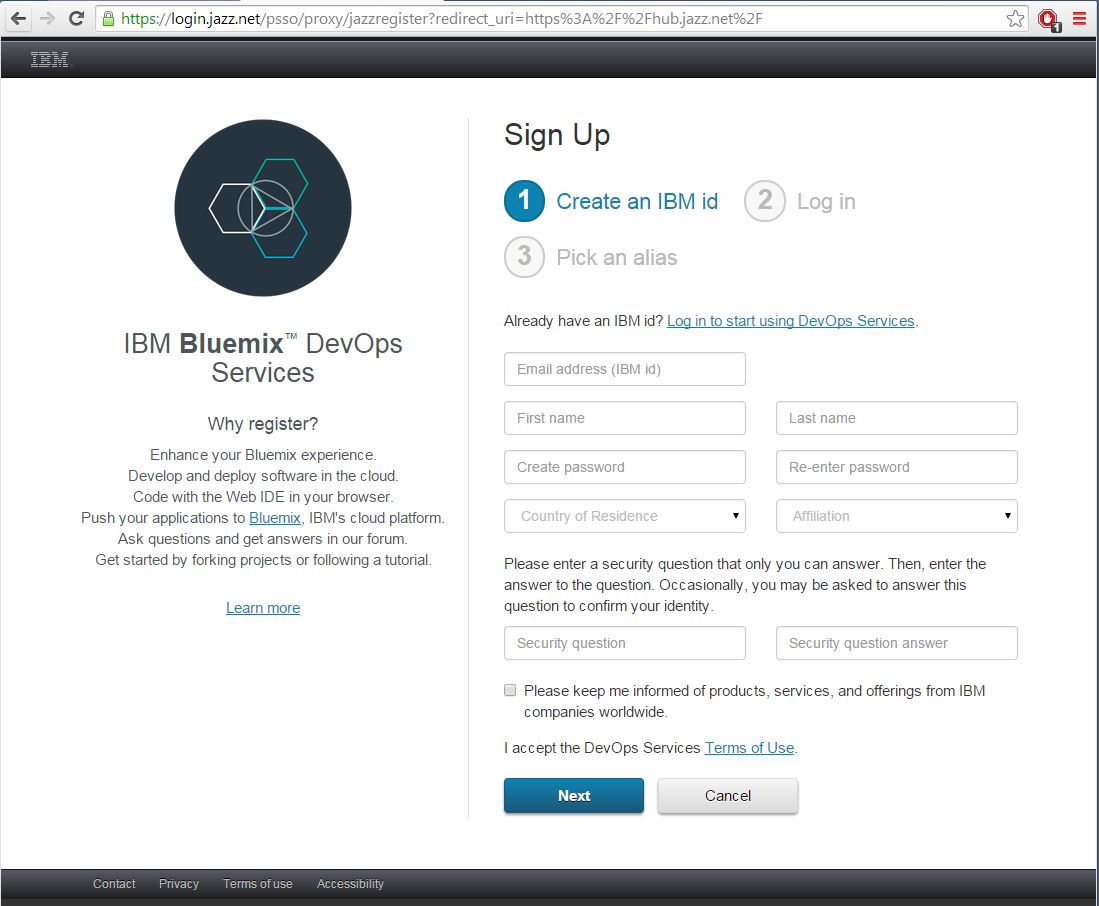 https://login.jazz.net/psso/proxy/jazzregister?redirect_uri=https%3A%2F%2Fhub.jazz.net%2F
1
IBM
IBM Bluemix™ DevOps
Services
Why register?
Enhance your Bluemix experience.
Develop and deploy software in the cloud.
Code with the Web IDE in your browser.
Push your applications to Bluemix, IBM's cloud platform.
Ask questions and get answers in our forum.
Get started by forking projects or following a tutorial.
Learn more
Sign Up
1 Create an IBM id 2 Log in
3 Pick an alias
Already have an IBM id? Log in to start using DevOps Services.
Email address (IBM id)
First name Last name
Create password Re-enter password
Country of Residence Affiliation
Please enter a security question that only you can answer. Then, enter the
answer to the question. Occasionally, you may be asked to answer this
question to confirm your identity.
Security question Security question answer
Please keep me informed of products, services, and offerings from IBM
companies worldwide.
I accept the DevOps Services Terms of Use.
Next Cancel
Contact Privacy Terms of use Accessibility